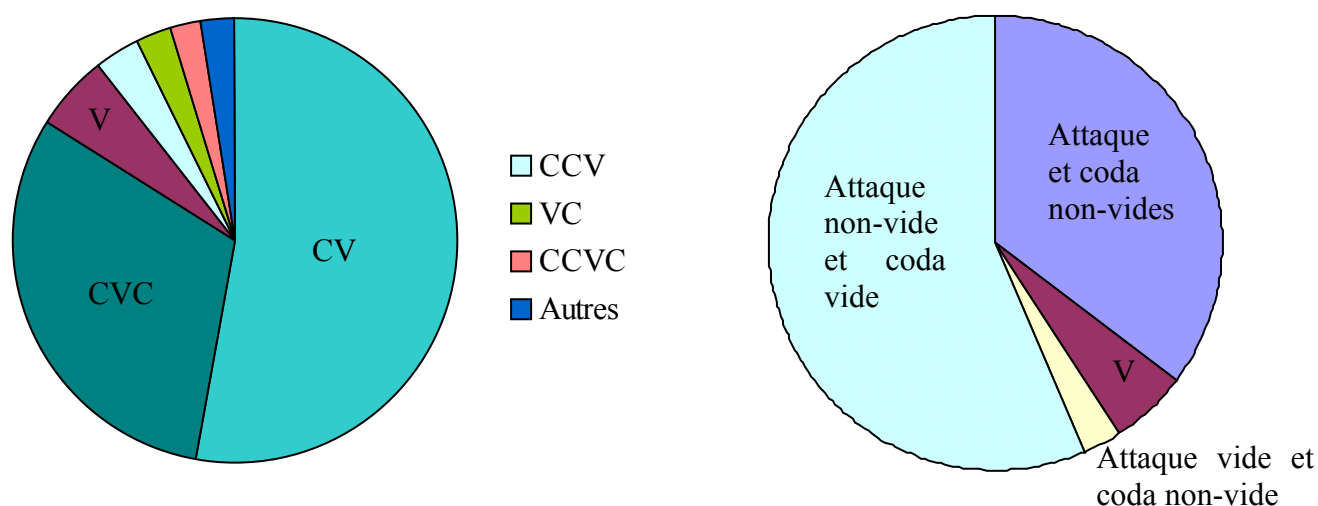 V
CV
CVC
CCV
VC
CCVC
Autres
Attaque
et coda
non-vides
Attaque
non-vide
et coda
vide
V
Attaque vide et
coda non-vide